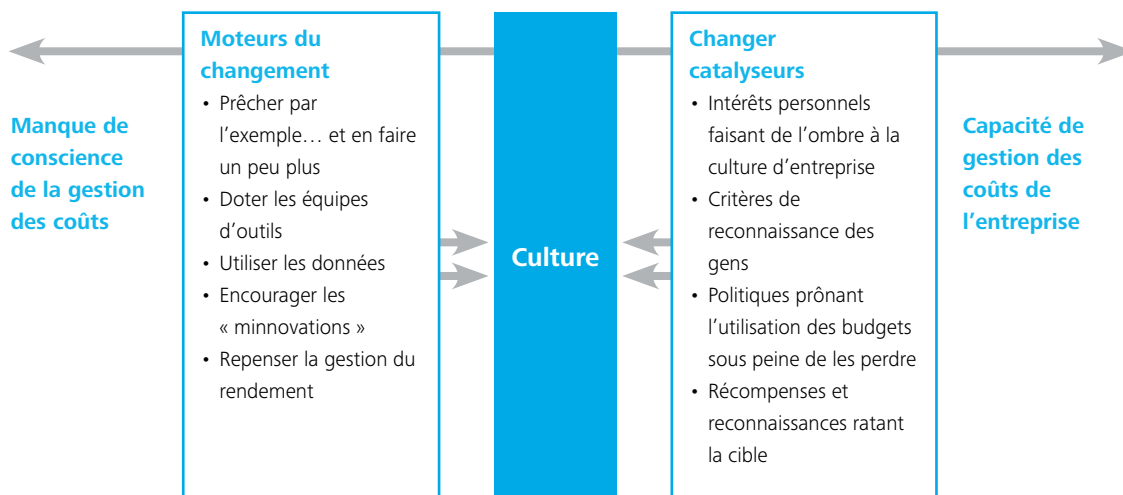 Manque de
conscience
de la gestion
des coûts
Moteurs du
changement
• Prêcher par
l'exemple… et en faire
un peu plus
• Doter les équipes
d'outils
• Utiliser les données
• Encourager les
« minnovations »
• Repenser la gestion du
rendement
Culture
Changer
catalyseurs
• Intérêts personnels
faisant de l'ombre à la
culture d'entreprise
• Critères de
reconnaissance des
gens
• Politiques prônant
l'utilisation des budgets
sous peine de les perdre
• Récompenses et
reconnaissances ratant
la cible
Capacité de
gestion des
coûts de
l'entreprise